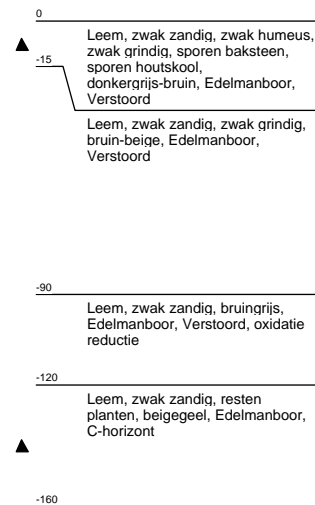 0
Leem, zwak zandig, zwak humeus,
zwak grindig, sporen baksteen,
sporen houtskool,
donkergrijs-bruin, Edelmanboor,
Verstoord
-15
Leem, zwak zandig, zwak grindig,
bruin-beige, Edelmanboor,
Verstoord
-90
Leem, zwak zandig, bruingrijs,
Edelmanboor, Verstoord, oxidatie
reductie
-120
Leem, zwak zandig, resten
planten, beigegeel, Edelmanboor,
C-horizont
-160